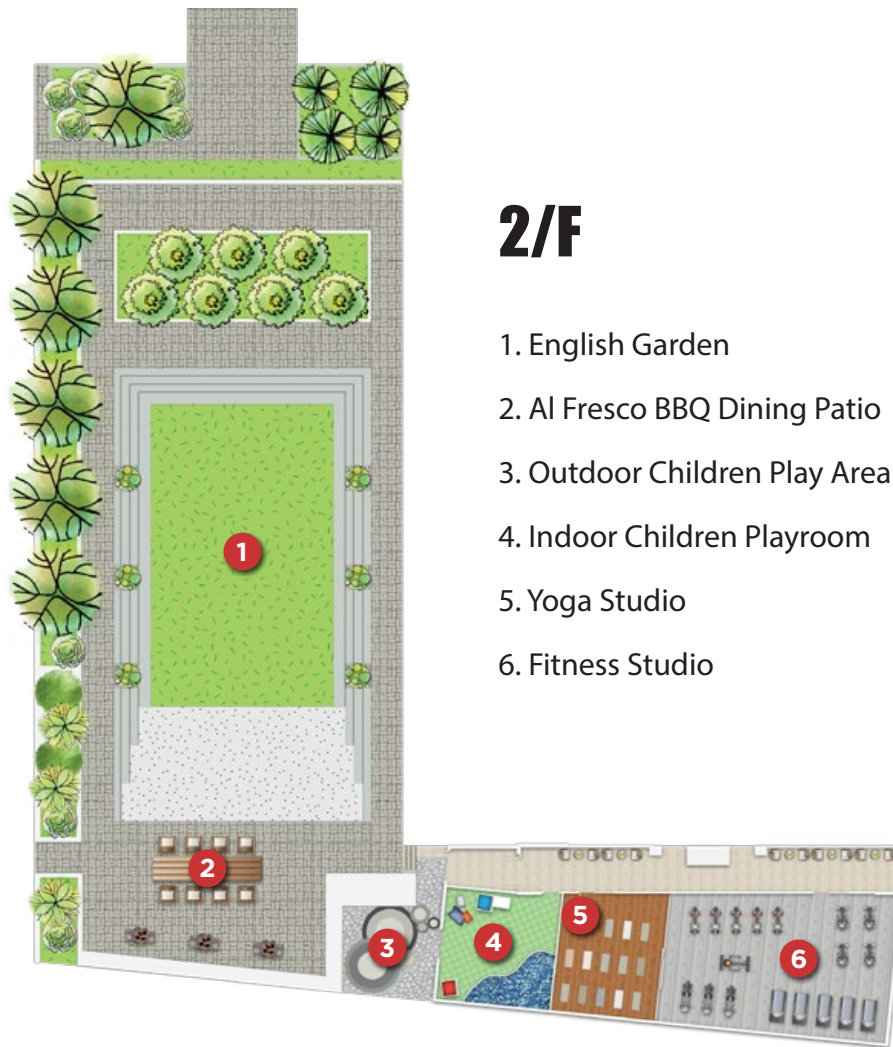 2/F
1. English Garden
2. Al Fresco BBQ Dining Patio
3. Outdoor Children Play Area
4. Indoor Children Playroom
5. Yoga Studio
6. Fitness Studio
1
2
3
4
5
6